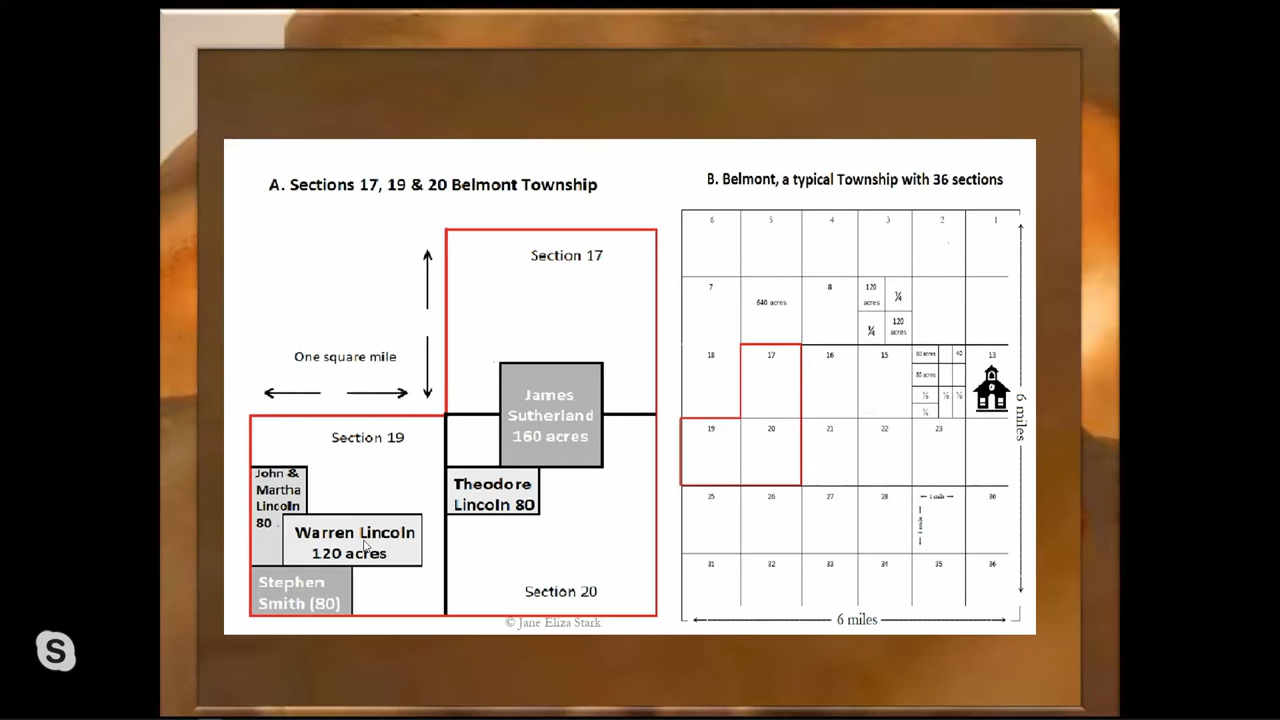 A. Sections 17, 19 & 20 Belmont Township
Section 17
One square mile
James
Sutherland
160 acres
Section 19
John &
Martha
Lincoln
80
Theodore
Lincoln 80
Warren Lincoln
120 acres
Stephen
Smith (80)
Section 20
© Jane Eliza Stark
B. Belmont, a typical Township with 36 sections
6 5 4 3 2 1
7 8 120 ¼
640 acres acres
¼ 120
acres
18 17 16 15 80 acres 40 13
80 acres
19 20 21 22 23
25 26 27 28 1 mile 30
1 mile
31 32 33 34 35 36
6 miles
6 miles
S